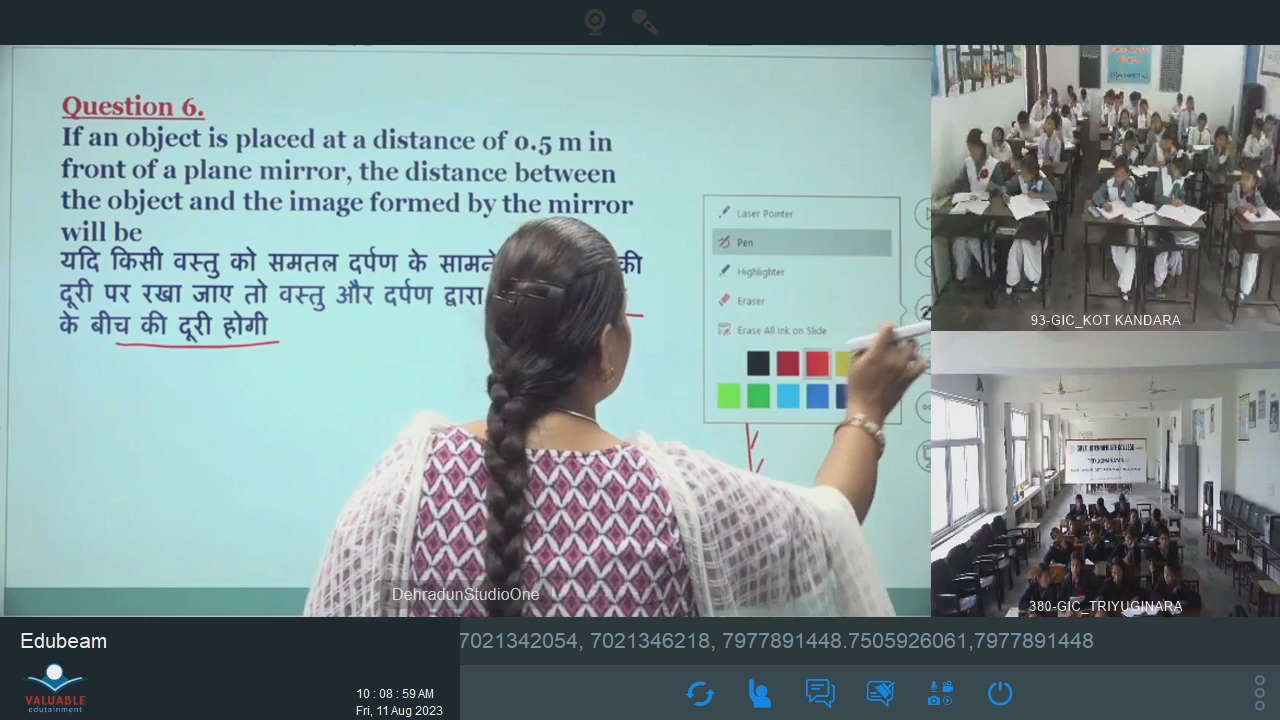 Question 6.
If an object is placed at a distance of 0.5 m in
front of a plane mirror, the distance between
the object and the image formed by the mirror
will be
यदि किसी वस्तु को समतल दर्पण के सामने की
दूरी पर रखा जाए तो वस्तु और दर्पण द्वारा
के बीच की दूरी होगी
Laser Pointer
Pen
Highlighter
Eraser
Erase All Ink on Slide
DehradunStudioOne
93-GIC_KOT KANDARA
380-GIC_TRIYUGINARA
Edubeam
7021342054, 7021346218, 7977891448.7505926061,7977891448
VALUABLE
edutainment
10 : 08 : 59 AM
Fri, 11 Aug 2023